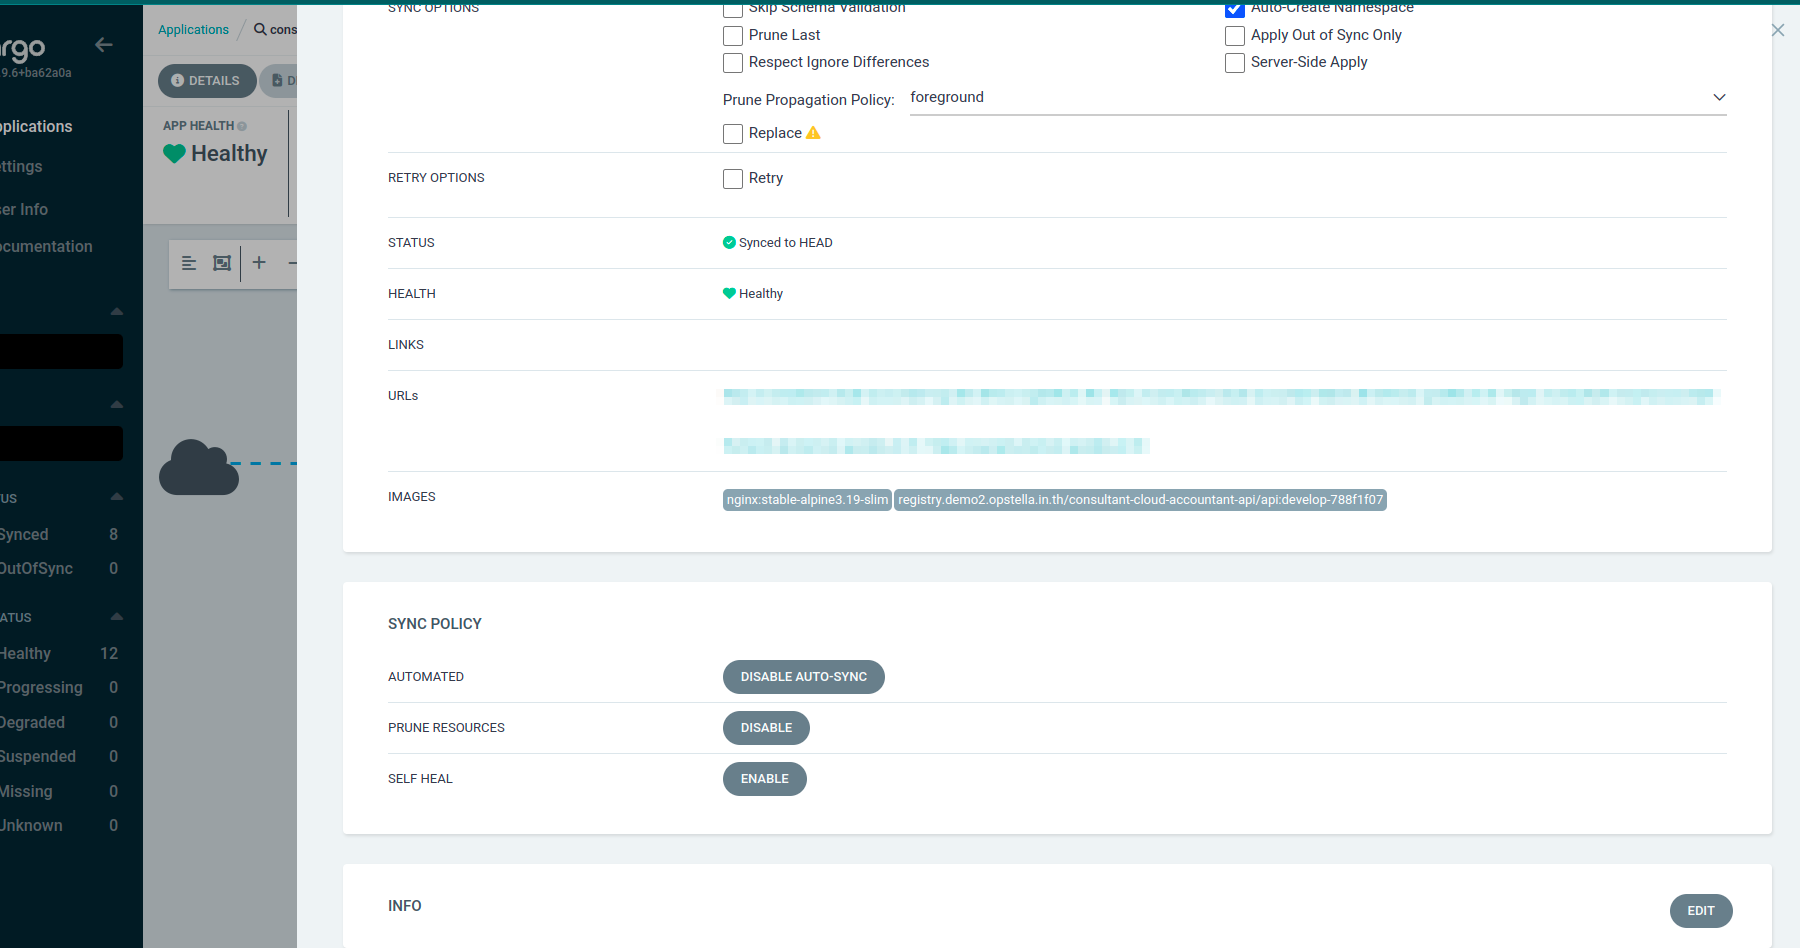 SYNC OPTIONS
Skip Schema Validation
Auto-Create Namespace
Prune Last
Apply Out of Sync Only
Respect Ignore Differences
Server-Side Apply
Prune Propagation Policy: foreground
Replace
RETRY OPTIONS
Retry
STATUS
Synced to HEAD
HEALTH
Healthy
LINKS
URLs
IMAGES
nginx:stable-alpine3.19-slim
registry.demo2.opstella.in.th/consultant-cloud-accountant-api/api:develop-788f1f07
SYNC POLICY
AUTOMATED
DISABLE AUTO-SYNC
PRUNE RESOURCES
DISABLE
SELF HEAL
ENABLE
INFO
EDIT
rgo
.9.6+ba62a0a
pplications
ttings
er Info
ocumentation
US
Synced 8
OutOfSync 0
ATUS
Healthy 12
Progressing 0
Degraded 0
Suspended 0
Missing 0
Unknown 0
Applications / cons
DETAILS
D
APP HEALTH
Healthy